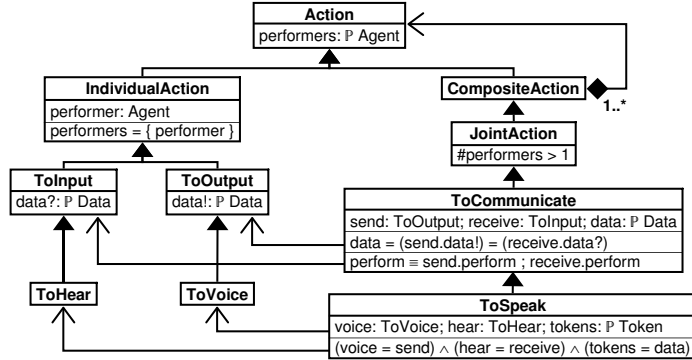 Action
performers: ℙ Agent
IndividualAction
performer: Agent
performers = { performer }
CompositeAction
1..*
JointAction
#performers > 1
ToInput
data?: ℙ Data
ToOutput
data!: ℙ Data
ToCommunicate
send: ToOutput; receive: ToInput; data: ℙ Data
data = (send.data!) = (receive.data?)
perform ≡ send.perform ; receive.perform
ToHear
ToVoice
ToSpeak
voice: ToVoice; hear: ToHear; tokens: ℙ Token
(voice = send) ∧ (hear = receive) ∧ (tokens = data)